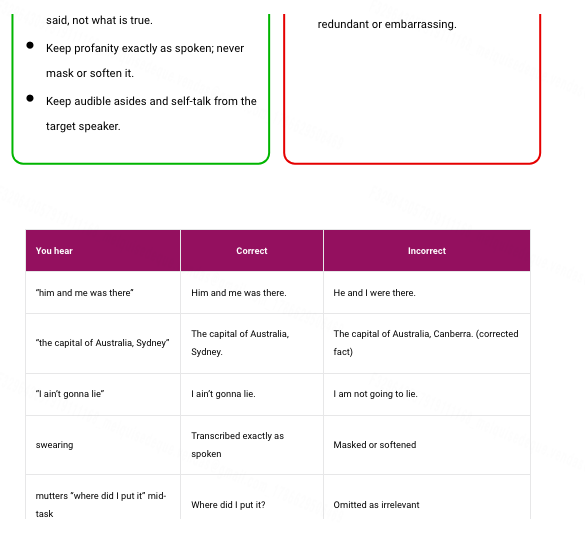 said, not what is true.
Keep profanity exactly as spoken; never
mask or soften it.
Keep audible asides and self-talk from the
target speaker.
redundant or embarrassing.
You hear Correct Incorrect
“him and me was there” Him and me was there. He and I were there.
“the capital of Australia, Sydney” The capital of Australia, Sydney. The capital of Australia, Canberra. (corrected fact)
“I ain’t gonna lie” I ain’t gonna lie. I am not going to lie.
swearing Transcribed exactly as spoken Masked or softened
mutters “where did I put it” mid-task Where did I put it? Omitted as irrelevant